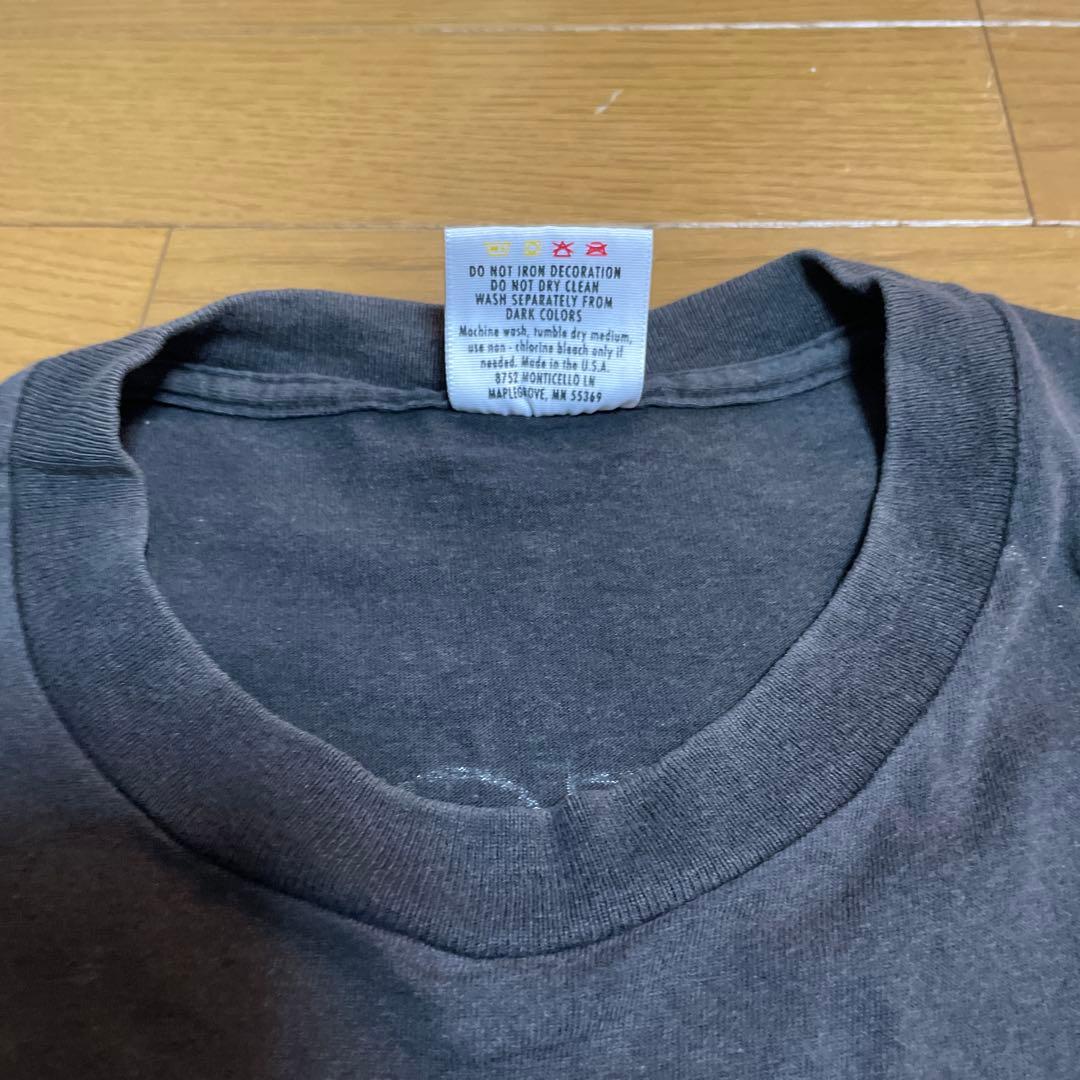 DO NOT IRON DECORATION
DO NOT DRY CLEAN
WASH SEPARATELY FROM
DARK COLORS
Machine wash, tumble dry medium,
use non - chlorine bleach only if
needed. Made in the U.S.A.
8752 MONTICELLO LN
MAPLEGROVE, MN 55369